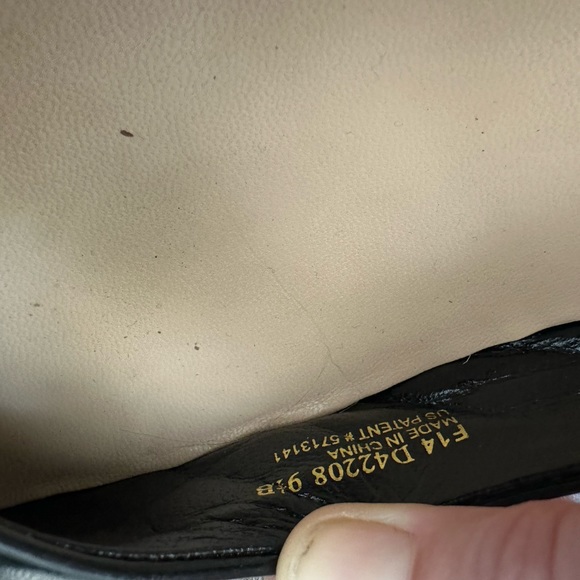 F14 D42208 9½B
MADE IN CHINA
US PATENT # 5713141